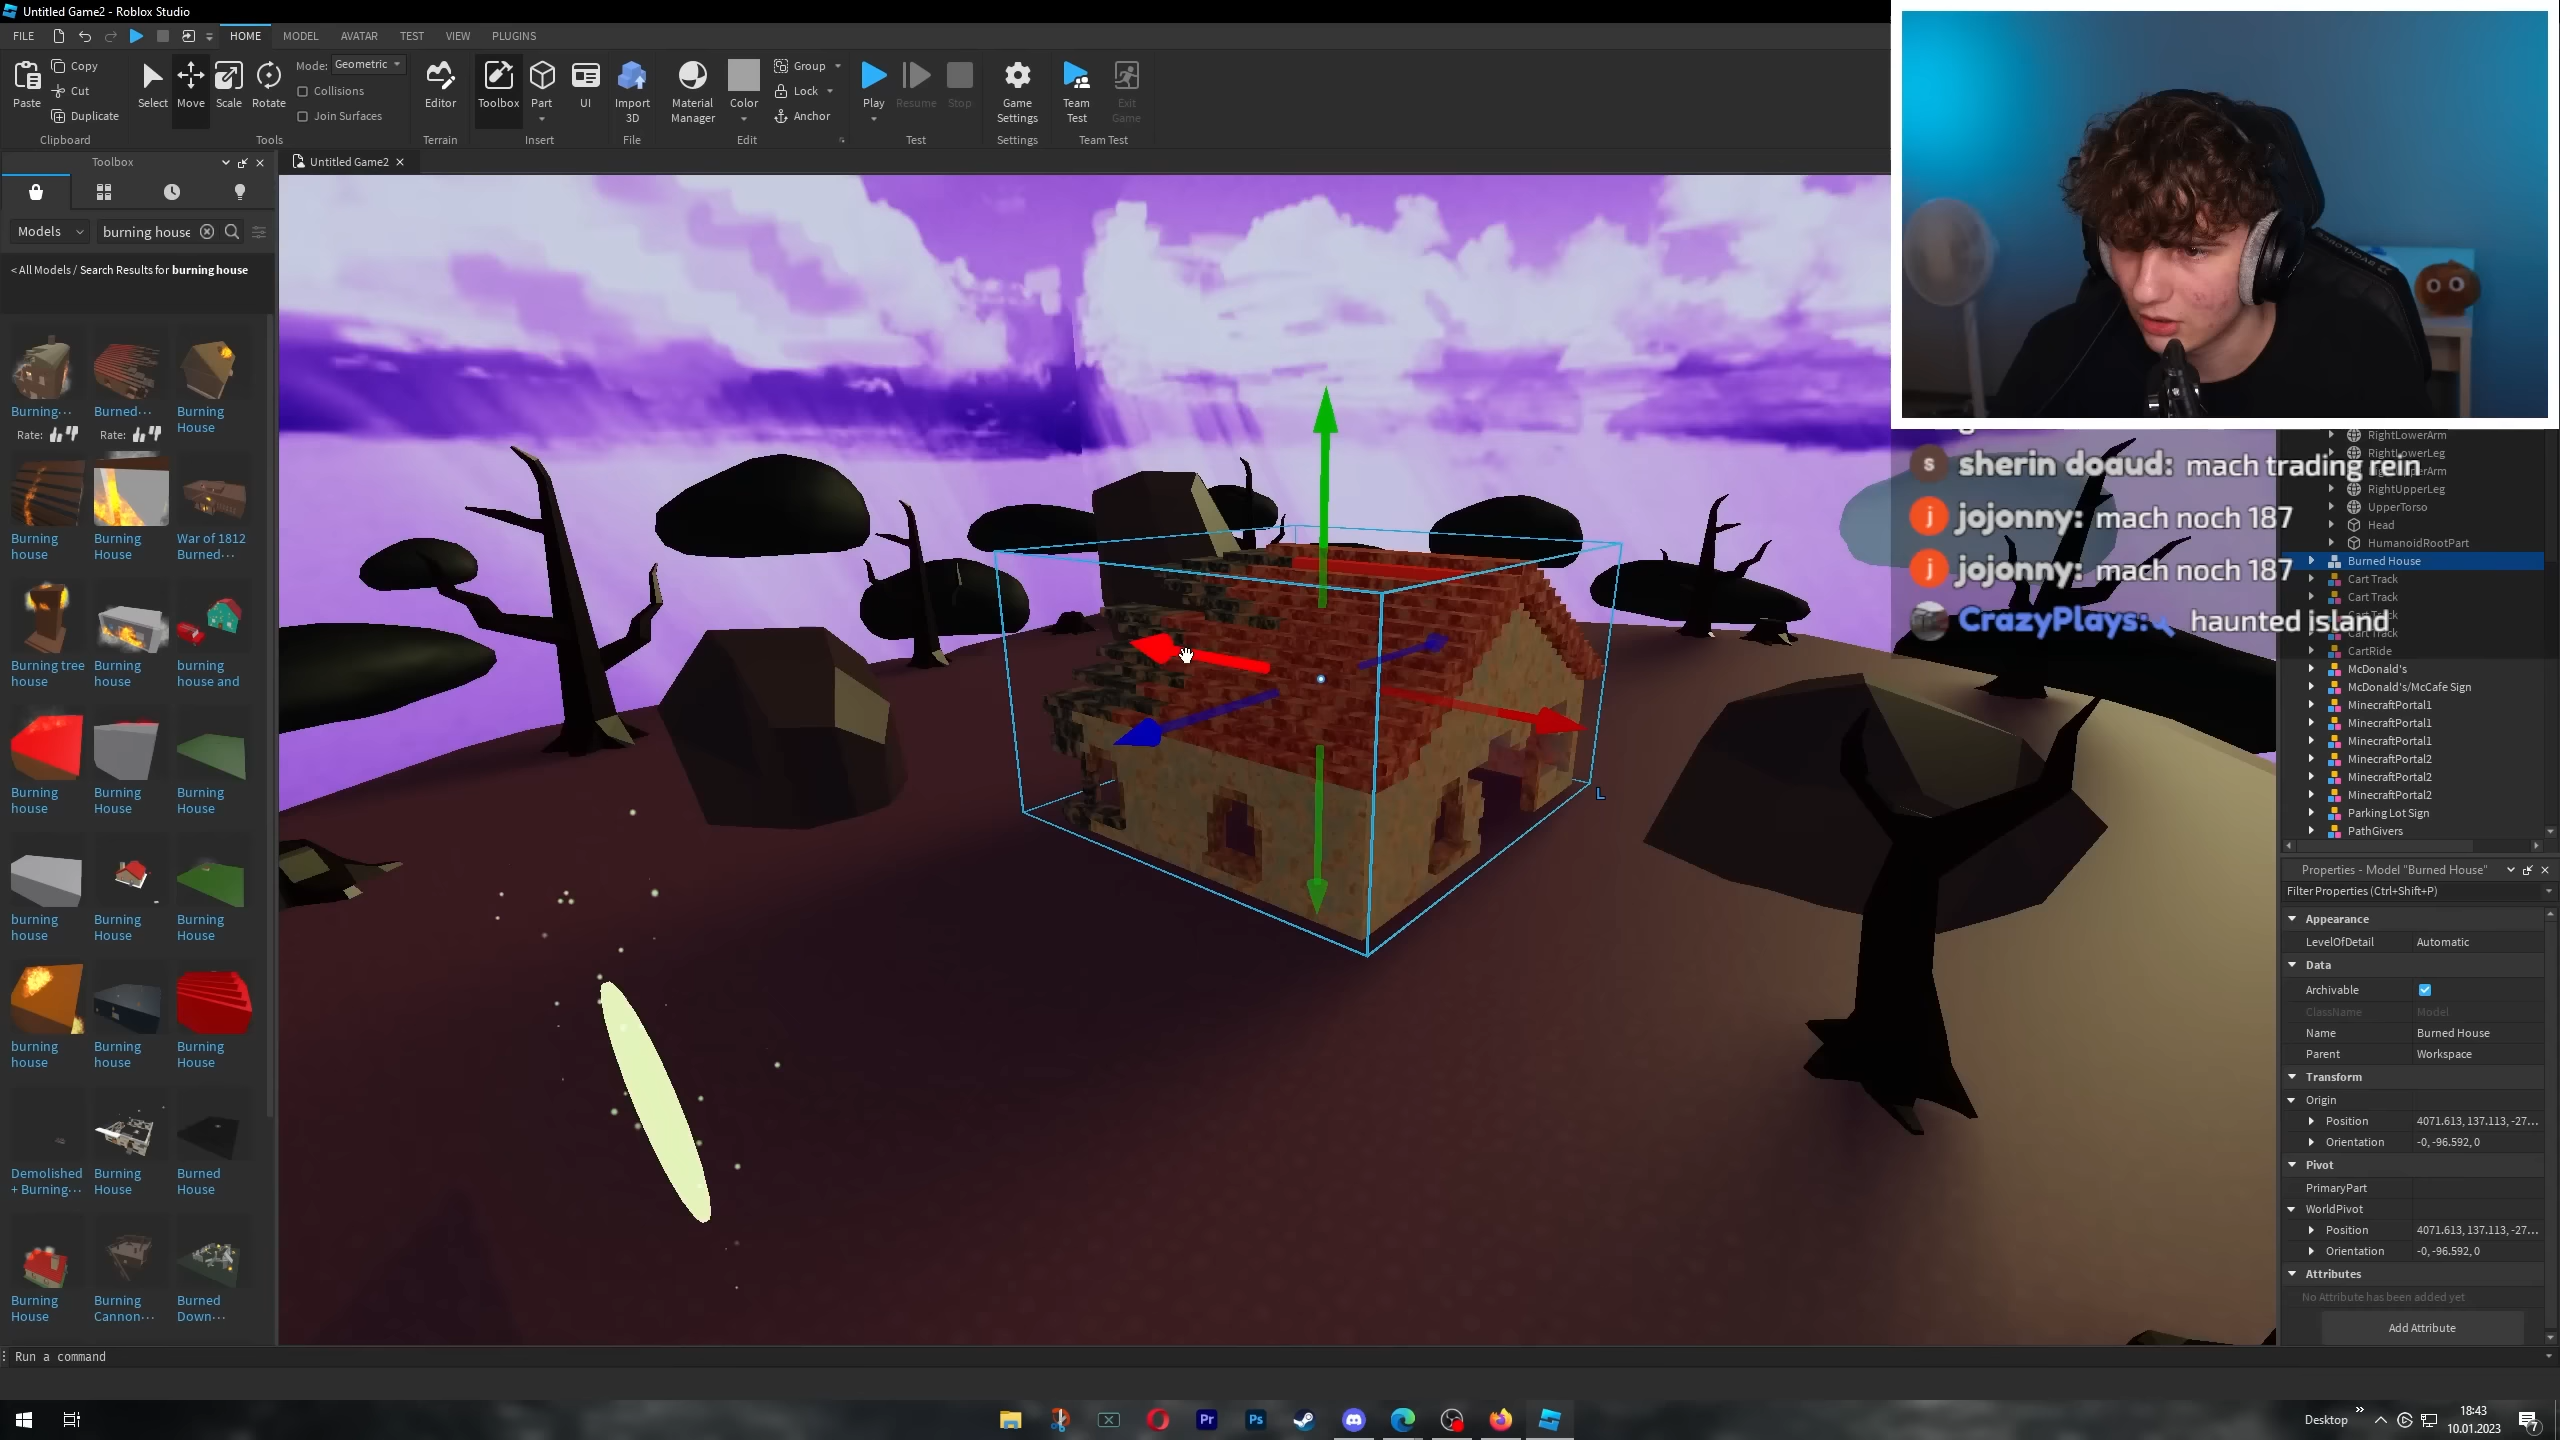 Untitled Game2 - Roblox Studio
FILE
HOME
MODEL
AVATAR
TEST
VIEW
PLUGINS
Paste
Copy
Cut
Duplicate
Clipboard
Select
Move
Scale
Rotate
Mode: Geometric
Collisions
Join Surfaces
Tools
Editor
Terrain
Toolbox
Part
UI
Insert
Import
3D
File
Material
Manager
Color
Group
Lock
Anchor
Edit
Play
Resume
Stop
Test
Game
Settings
Settings
Team
Test
Exit
Game
Team Test
Toolbox
Untitled Game2
Models
burning house
< All Models / Search Results for burning house
Burning...
Burned...
Burning
House
Rate:
Rate:
Burning
house
Burning
House
War of 1812
Burned...
Burning tree
house
Burning
house
burning
house and
Burning
house
Burning
House
Burning
House
burning
house
Burning
House
Burning
House
burning
house
Burning
house
Burning
House
Demolished
+ Burning...
Burning
House
Burned
House
Burning
House
Burning
Cannon...
Burned
Down...
L
sherin doaud: mach trading rein
jojonny: mach noch 187
jojonny: mach noch 187
CrazyPlays: haunted island
RightLowerArm
RightLowerLeg
RightUpperLeg
UpperTorso
Head
HumanoidRootPart
Burned House
Cart Track
Cart Track
Cart Track
Cart Track
CartRide
McDonald's
McDonald's/McCafe Sign
MinecraftPortal1
MinecraftPortal1
MinecraftPortal1
MinecraftPortal2
MinecraftPortal2
MinecraftPortal2
Parking Lot Sign
PathGivers
Properties - Model "Burned House"
Filter Properties (Ctrl+Shift+P)
Appearance
LevelOfDetail Automatic
Data
Archivable
ClassName Model
Name Burned House
Parent Workspace
Transform
Origin
Position 4071.613, 137.113, -27...
Orientation -0, -96.592, 0
Pivot
PrimaryPart
WorldPivot
Position 4071.613, 137.113, -27...
Orientation -0, -96.592, 0
Attributes
No Attribute has been added yet
Add Attribute
Run a command
Pr
Ps
Desktop
18:43
10.01.2023
7